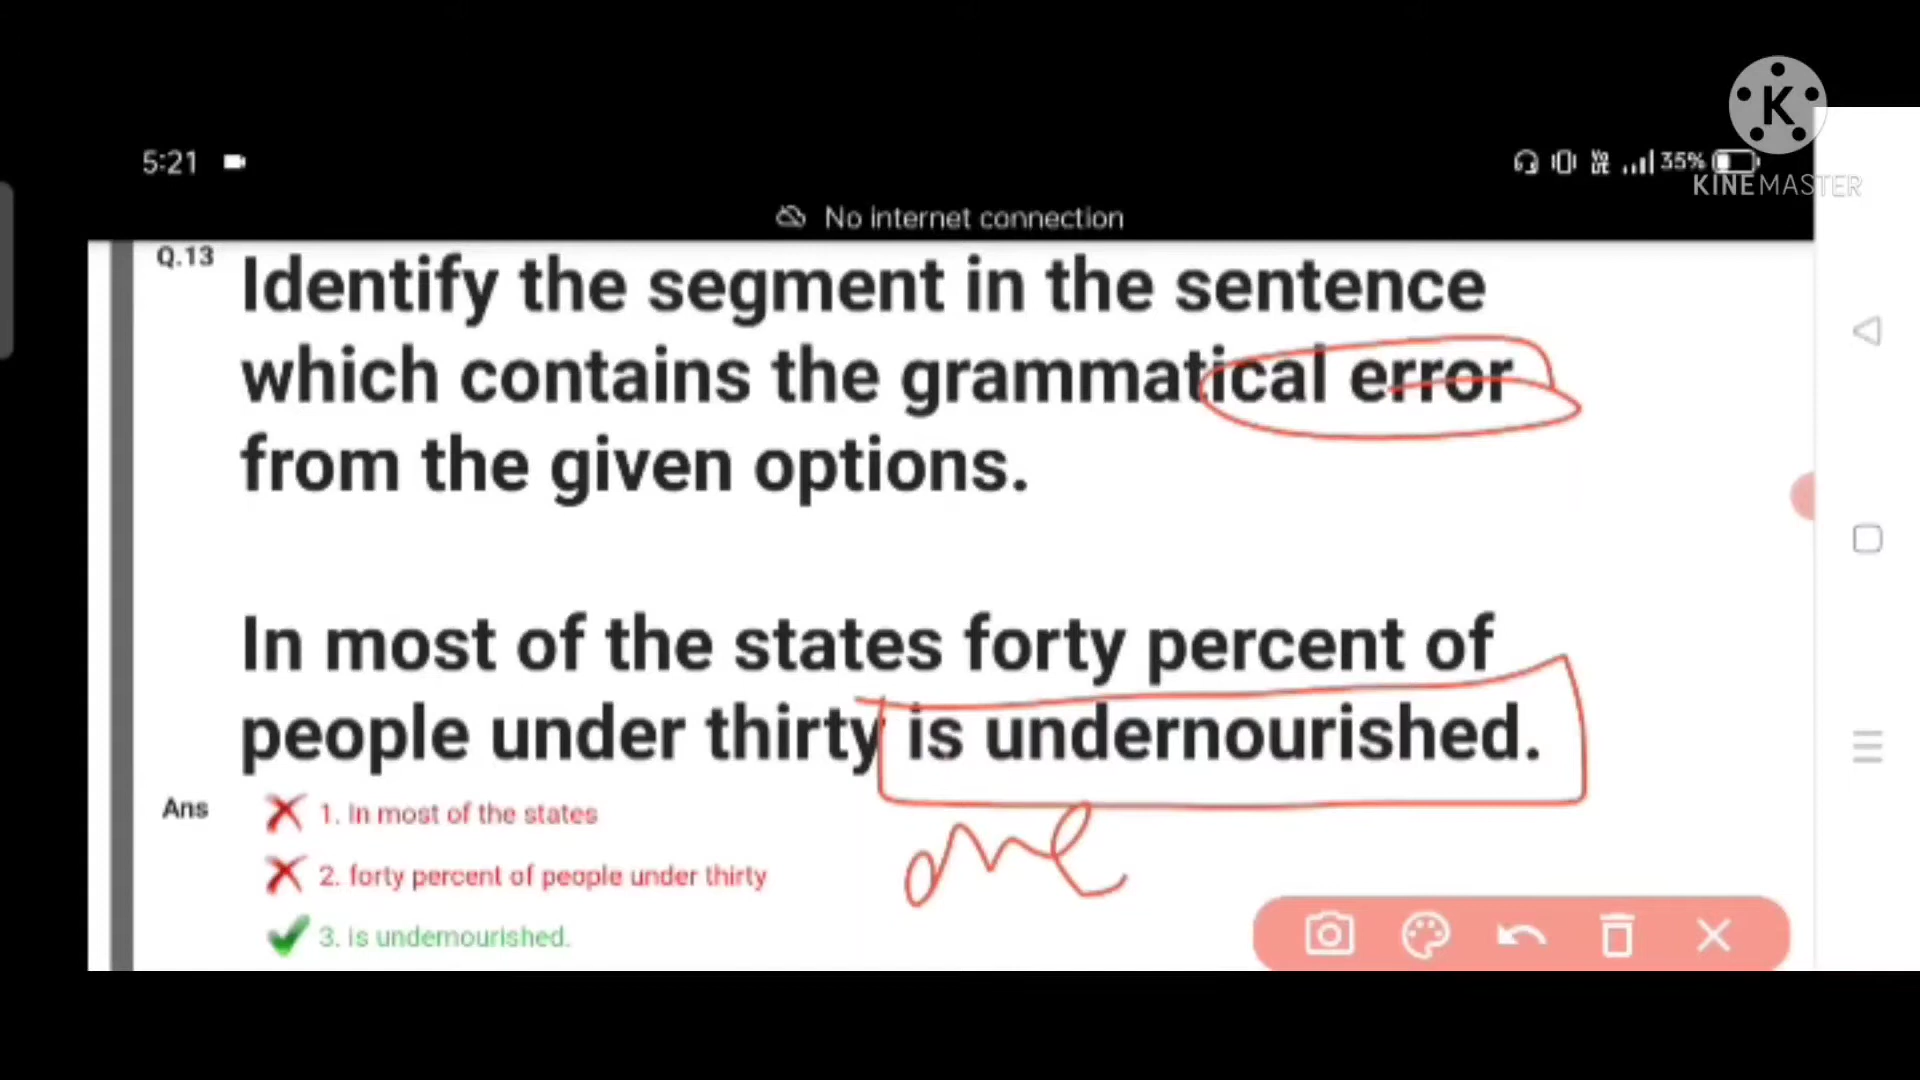 5:21
35%
KINEMASTER
No internet connection
Q.13
Identify the segment in the sentence
which contains the grammatical error
from the given options.
In most of the states forty percent of
people under thirty is undernourished.
are
Ans
1. In most of the states
2. forty percent of people under thirty
3. is undernourished.